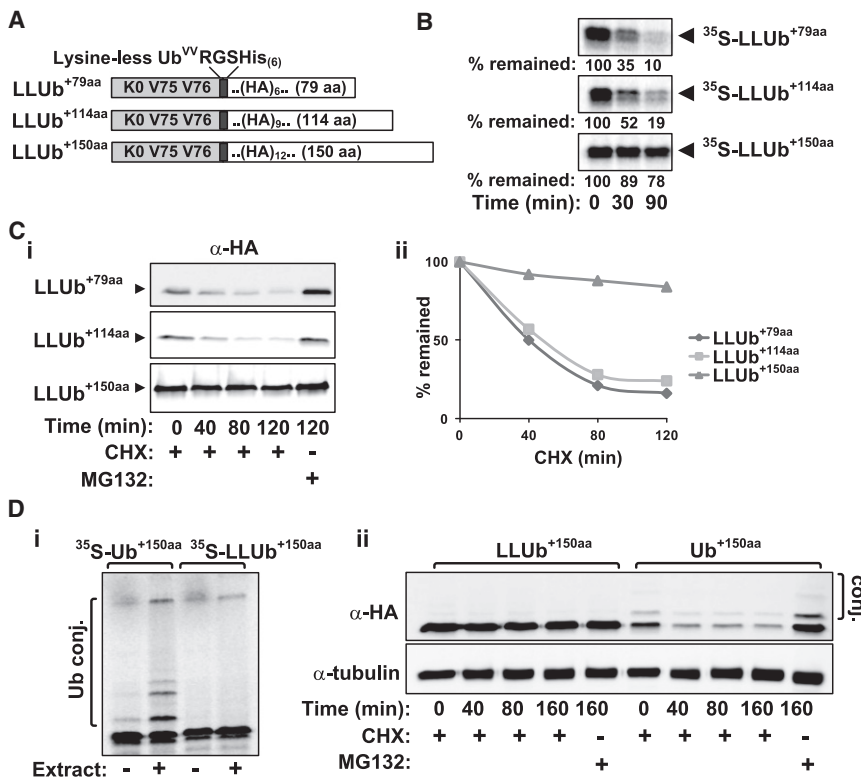 A
Lysine-less Ub^VV RGSHis(6)
LLUb+79aa K0 V75 V76 ..(HA)6.. (79 aa)
LLUb+114aa K0 V75 V76 ..(HA)9.. (114 aa)
LLUb+150aa K0 V75 V76 ..(HA)12.. (150 aa)
B
35S-LLUb+79aa
% remained: 100 35 10
35S-LLUb+114aa
% remained: 100 52 19
35S-LLUb+150aa
% remained: 100 89 78
Time (min): 0 30 90
C
i
α-HA
LLUb+79aa
LLUb+114aa
LLUb+150aa
Time (min): 0 40 80 120 120
CHX: + + + + -
MG132: +
ii
% remained
100
50
0
0 40 80 120
CHX (min)
LLUb+79aa
LLUb+114aa
LLUb+150aa
D
i
35S-Ub+150aa 35S-LLUb+150aa
Ub conj.
Extract: - + - +
ii
LLUb+150aa Ub+150aa
conj.
α-HA
α-tubulin
Time (min): 0 40 80 160 160 0 40 80 160 160
CHX: + + + + - + + + + -
MG132: + +